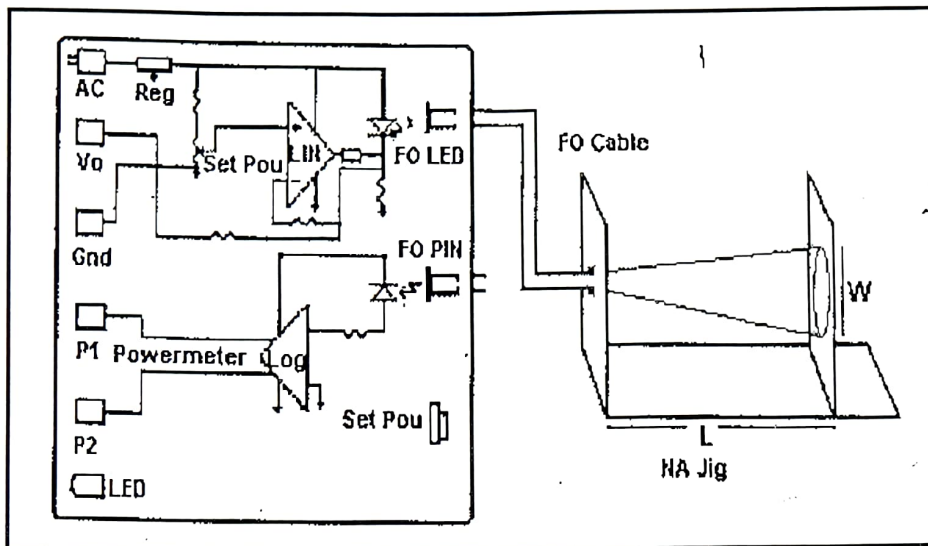 AC
Reg
Vo
Set Pou
LIN
FO LED
FO Cable
Gnd
FO PIN
W
P1
Powermeter
Log
Set Pou
P2
L
NA Jig
LED